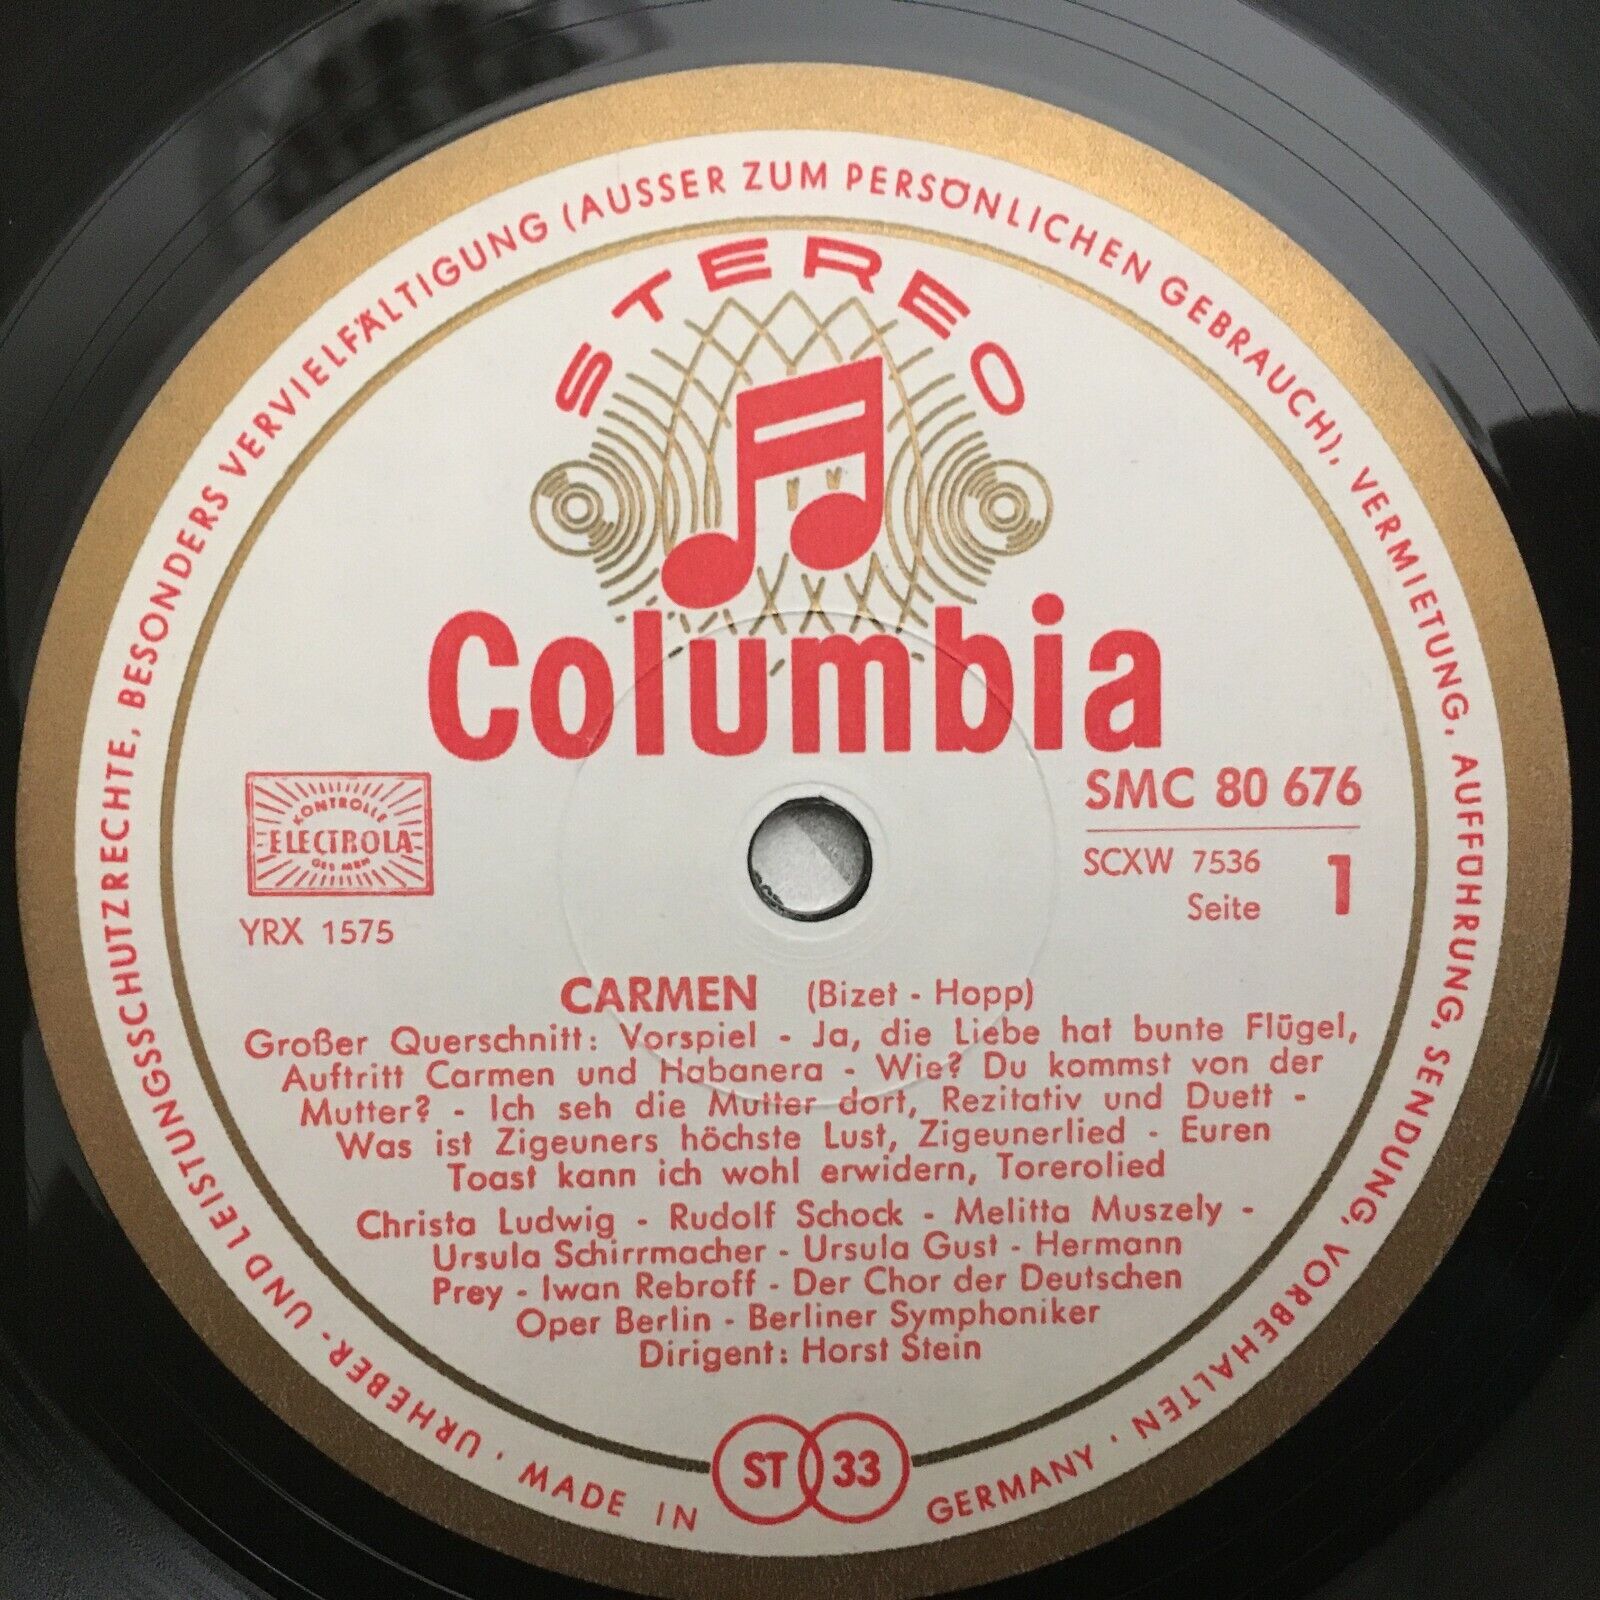 STEREO
Columbia
KONTROLLE
ELECTROLA
GES MBH
YRX 1575
SMC 80 676
SCXW 7536
Seite 1
CARMEN (Bizet - Hopp)
Großer Querschnitt: Vorspiel - Ja, die Liebe hat bunte Flügel,
Auftritt Carmen und Habanera - Wie? Du kommst von der
Mutter? - Ich seh die Mutter dort, Rezitativ und Duett -
Was ist Zigeuners höchste Lust, Zigeunerlied - Euren
Toast kann ich wohl erwidern, Torerolied
Christa Ludwig - Rudolf Schock - Melitta Muszely -
Ursula Schirrmacher - Ursula Gust - Hermann
Prey - Iwan Rebroff - Der Chor der Deutschen
Oper Berlin - Berliner Symphoniker
Dirigent: Horst Stein
ST 33
URHEBER- UND LEISTUNGSSCHUTZRECHTE, BESONDERS VERVIELFÄLTIGUNG (AUSSER ZUM PERSÖNLICHEN GEBRAUCH), VERMIETUNG, AUFFÜHRUNG, SENDUNG, VORBEHALTEN ·
MADE IN GERMANY ·